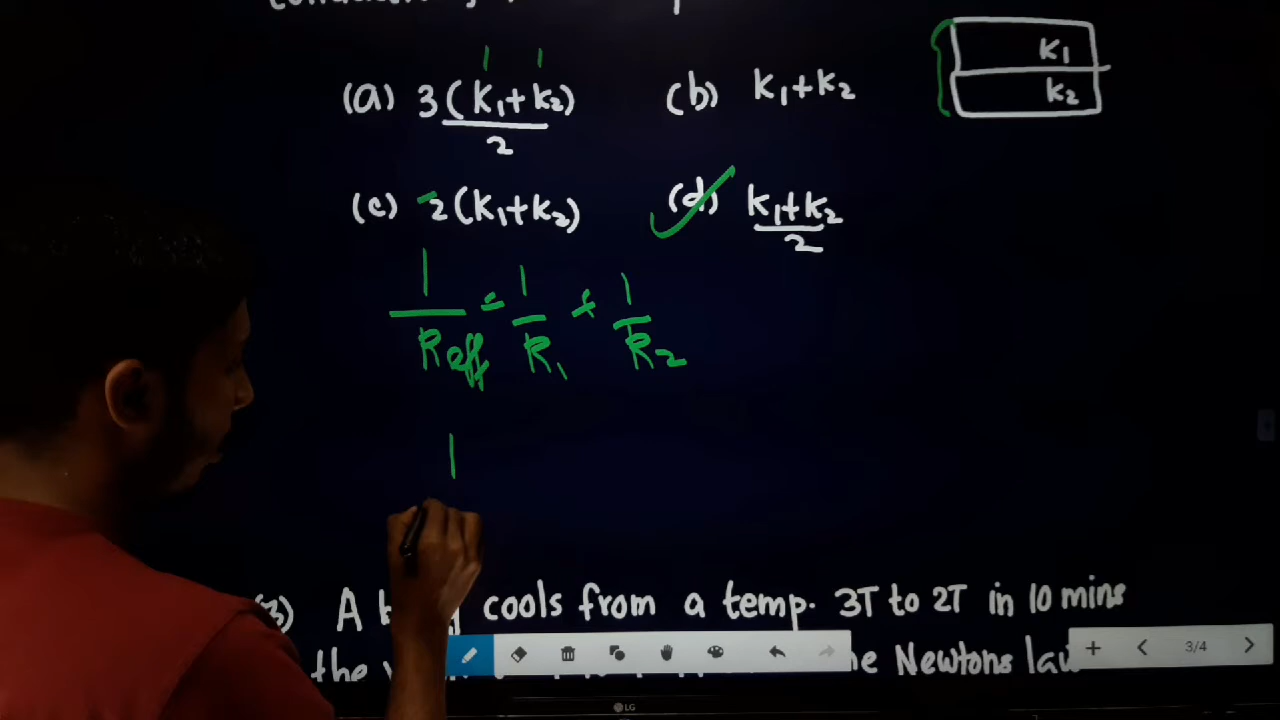 (a) 3(K1+K2)/2 (b) K1+K2
K1
K2
(c) 2(K1+K2) (d) K1+K2/2
1/Reff = 1/R1 + 1/R2
1
A cools from a temp. 3T to 2T in 10 mins
3/4
the Newtons law
LG